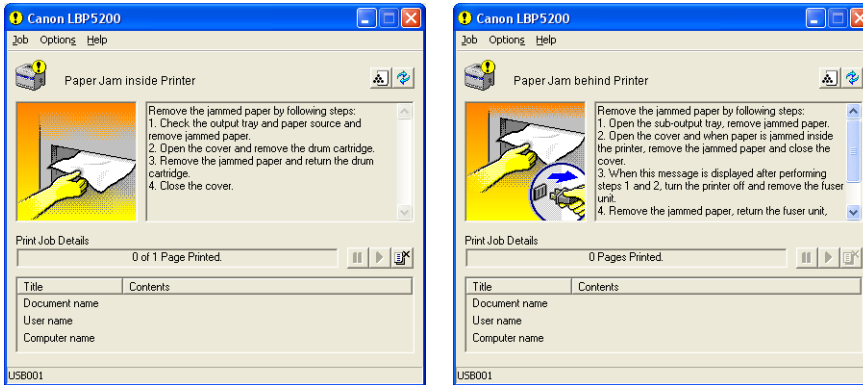 Canon LBP5200
Job Options Help
Paper Jam inside Printer
Remove the jammed paper by following steps:
1. Check the output tray and paper source and
remove jammed paper.
2. Open the cover and remove the drum cartridge.
3. Remove the jammed paper and return the drum
cartridge.
4. Close the cover.
Print Job Details
0 of 1 Page Printed.
Title Contents
Document name
User name
Computer name
USB001
Canon LBP5200
Job Options Help
Paper Jam behind Printer
Remove the jammed paper by following steps:
1. Open the sub-output tray, remove jammed paper.
2. Open the cover and when paper is jammed inside
the printer, remove the jammed paper and close the
cover.
3. When this message is displayed after performing
steps 1 and 2, turn the printer off and remove the fuser
unit.
4. Remove the jammed paper, return the fuser unit,
Print Job Details
0 Pages Printed.
Title Contents
Document name
User name
Computer name
USB001